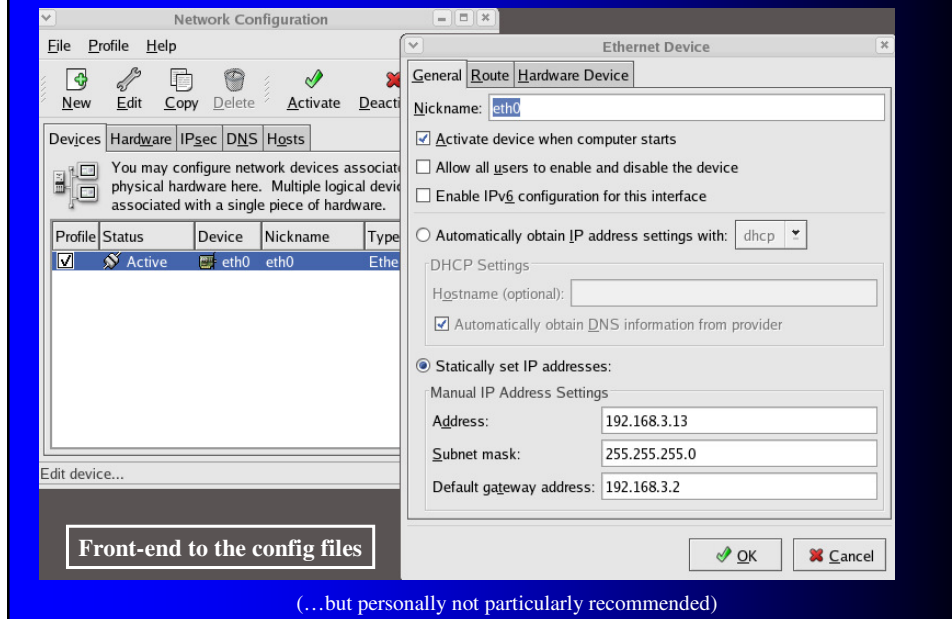 Network Configuration
File Profile Help
New Edit Copy Delete Activate Deacti
Devices Hardware IPsec DNS Hosts
You may configure network devices associat
physical hardware here. Multiple logical devic
associated with a single piece of hardware.
Profile Status Device Nickname Type
Active eth0 eth0 Ethe
Edit device...
Ethernet Device
General Route Hardware Device
Nickname: eth0
Activate device when computer starts
Allow all users to enable and disable the device
Enable IPv6 configuration for this interface
Automatically obtain IP address settings with: dhcp
DHCP Settings
Hostname (optional):
Automatically obtain DNS information from provider
Statically set IP addresses:
Manual IP Address Settings
Address: 192.168.3.13
Subnet mask: 255.255.255.0
Default gateway address: 192.168.3.2
OK Cancel
Front-end to the config files
(…but personally not particularly recommended)